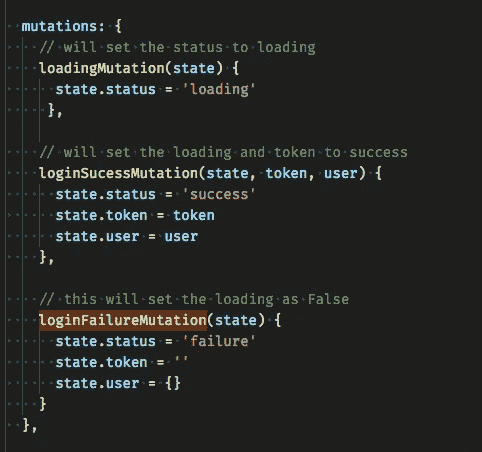 mutations: {
// will set the status to loading
loadingMutation(state) {
state.status = 'loading'
},
// will set the loading and token to success
loginSucessMutation(state, token, user) {
state.status = 'success'
state.token = token
state.user = user
},
// this will set the loading as False
loginFailureMutation(state) {
state.status = 'failure'
state.token = ''
state.user = {}
}
},